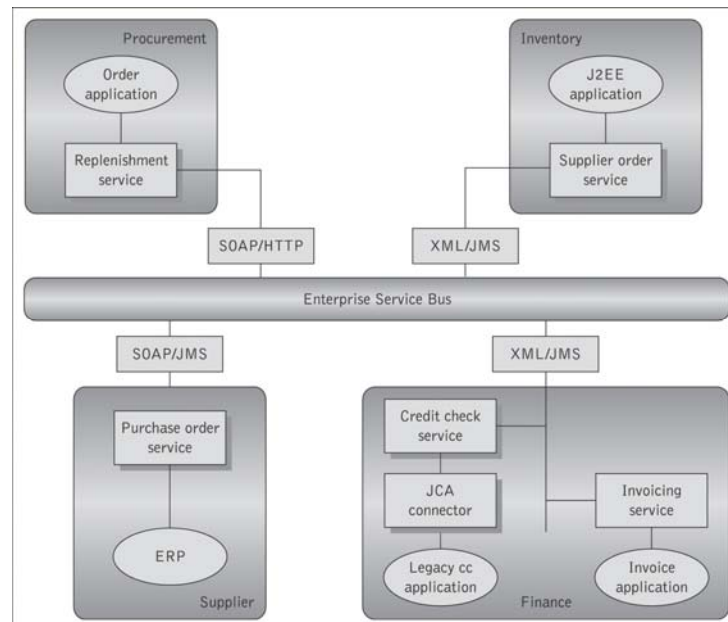 Procurement
Order
application
Replenishment
service
Inventory
J2EE
application
Supplier order
service
SOAP/HTTP
XML/JMS
Enterprise Service Bus
SOAP/JMS
XML/JMS
Purchase order
service
ERP
Supplier
Credit check
service
JCA
connector
Legacy cc
application
Invoicing
service
Invoice
application
Finance